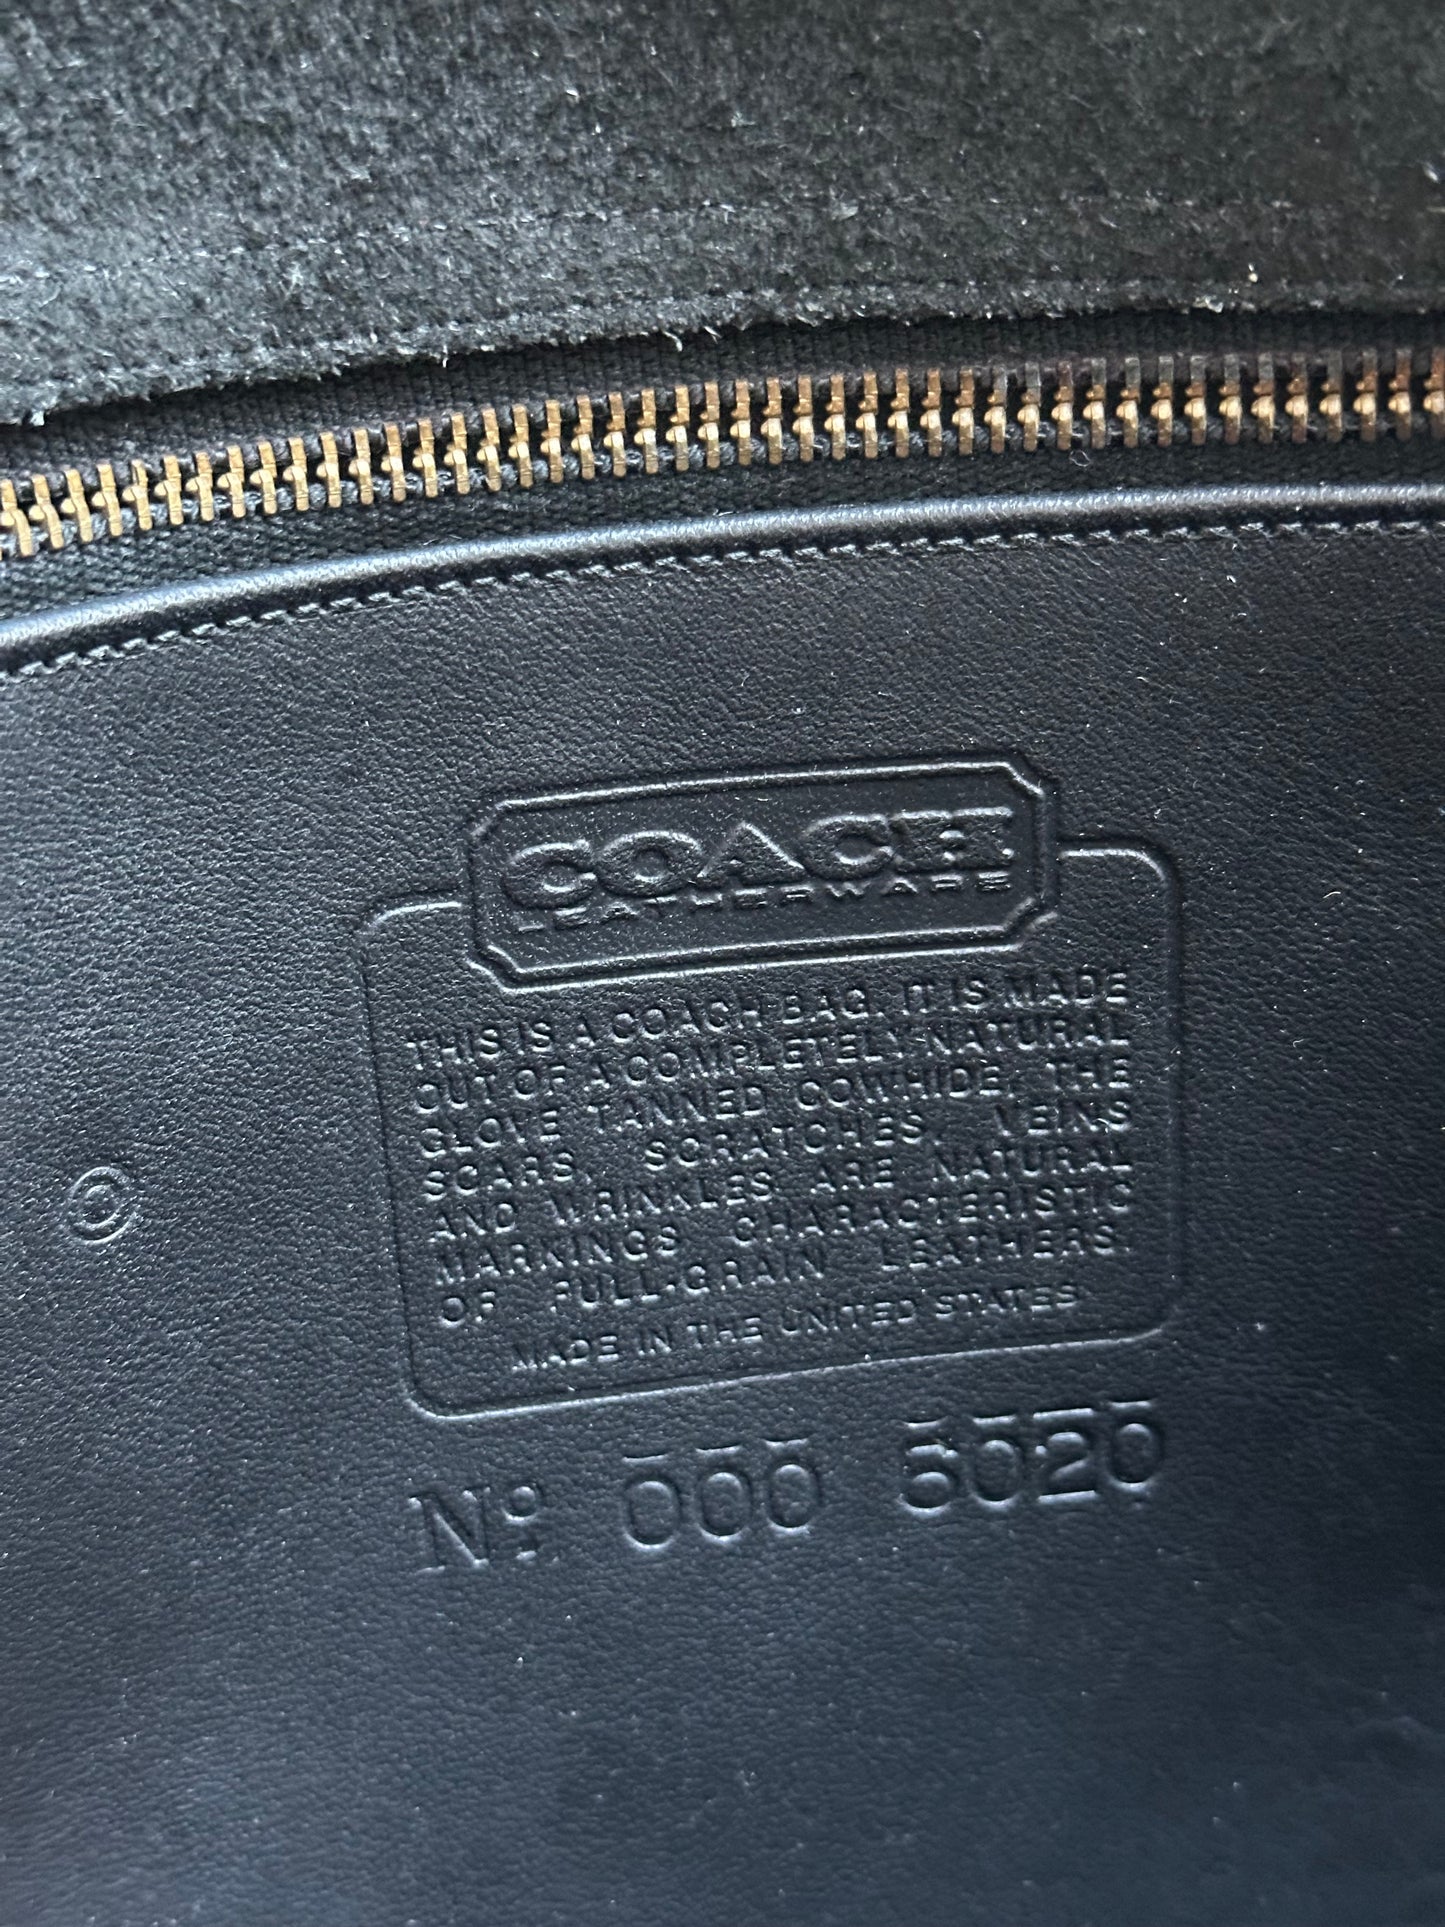 COACH
LEATHERWARE
THIS IS A COACH BAG. IT IS MADE
OUT OF A COMPLETELY NATURAL
GLOVE TANNED COWHIDE, THE
SCARS, SCRATCHES, VEINS
AND WRINKLES ARE NATURAL
MARKINGS CHARACTERISTIC
OF FULL-GRAIN LEATHERS.
MADE IN THE UNITED STATES
©
No 000 5020